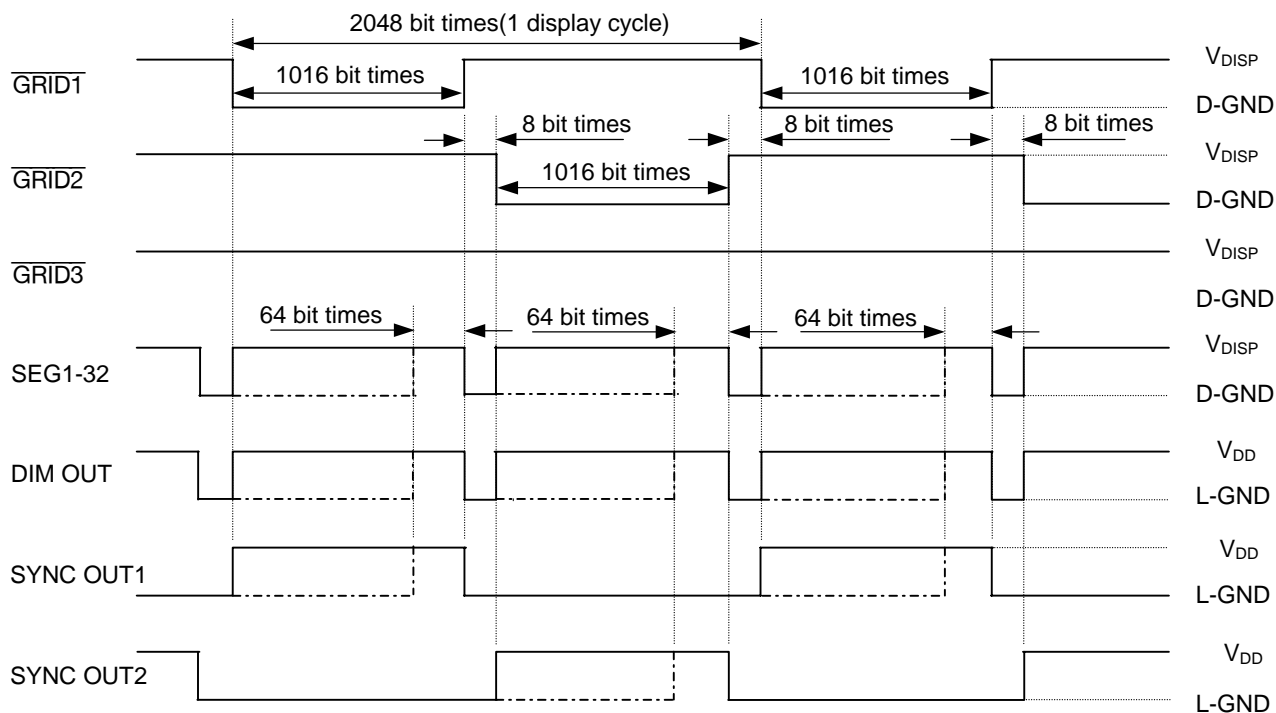 2048 bit times(1 display cycle)
GRID1
1016 bit times
1016 bit times
VDISP
D-GND
8 bit times
8 bit times
8 bit times
GRID2
1016 bit times
VDISP
D-GND
GRID3
VDISP
D-GND
64 bit times
64 bit times
64 bit times
SEG1-32
VDISP
D-GND
DIM OUT
VDD
L-GND
SYNC OUT1
VDD
L-GND
SYNC OUT2
VDD
L-GND